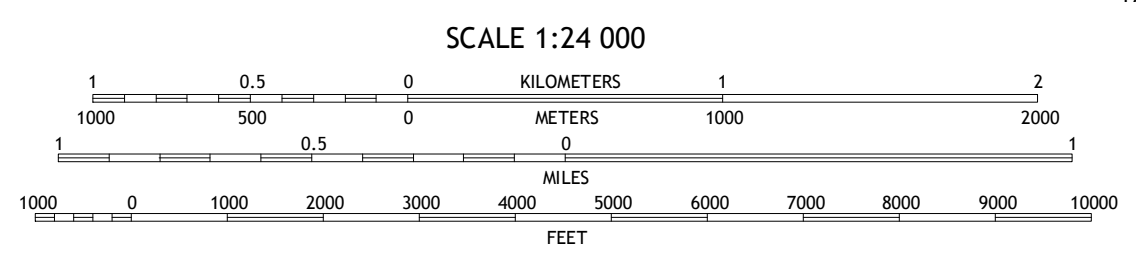 SCALE 1:24 000
1 0.5 0 KILOMETERS 1 2
1000 500 0 METERS 1000 2000
1 0.5 0 1
MILES
1000 0 1000 2000 3000 4000 5000 6000 7000 8000 9000 10000
FEET